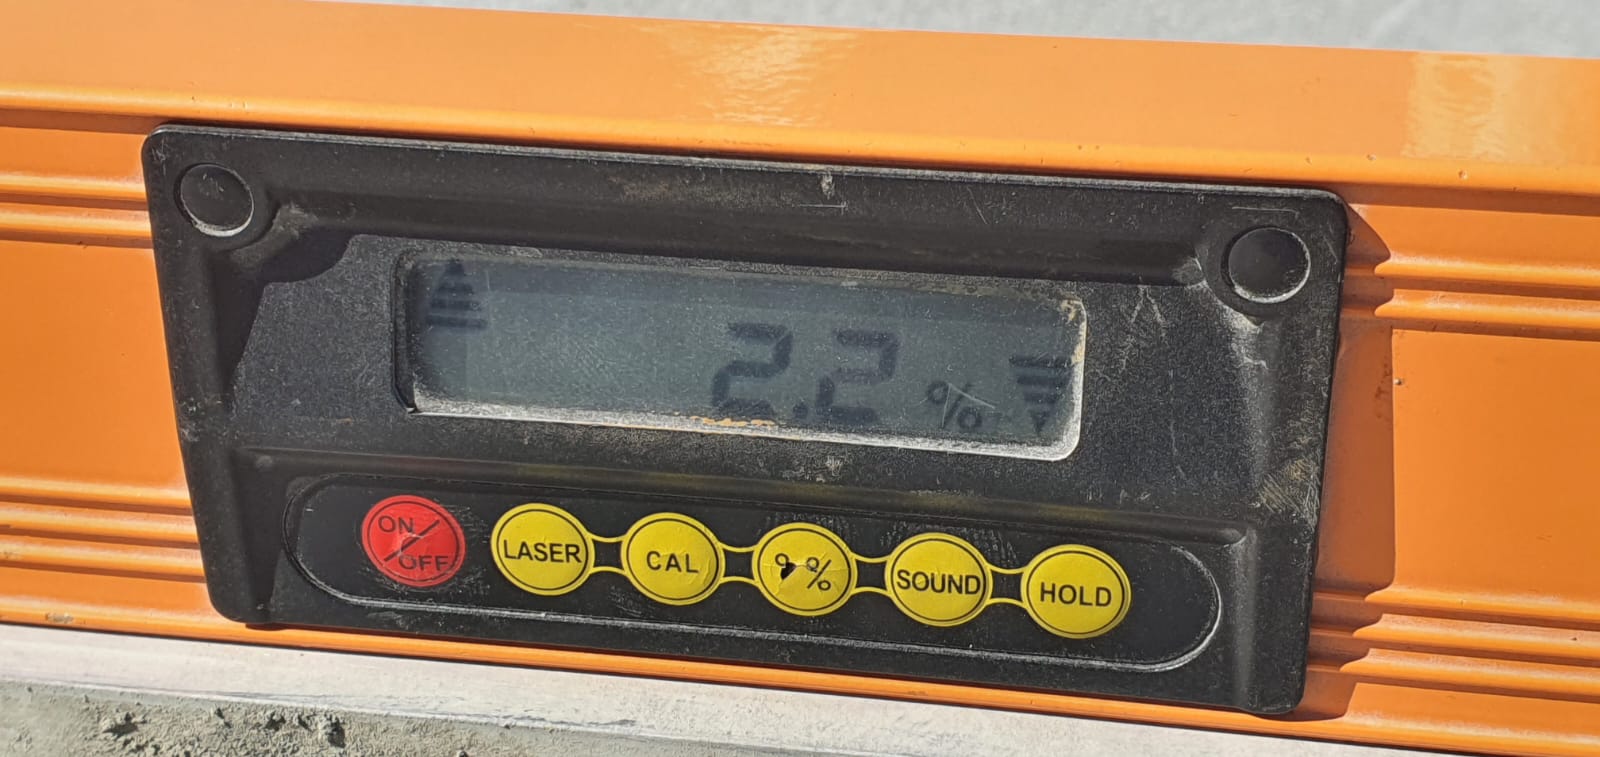 2.2 %
ON/OFF
LASER
CAL
%
SOUND
HOLD